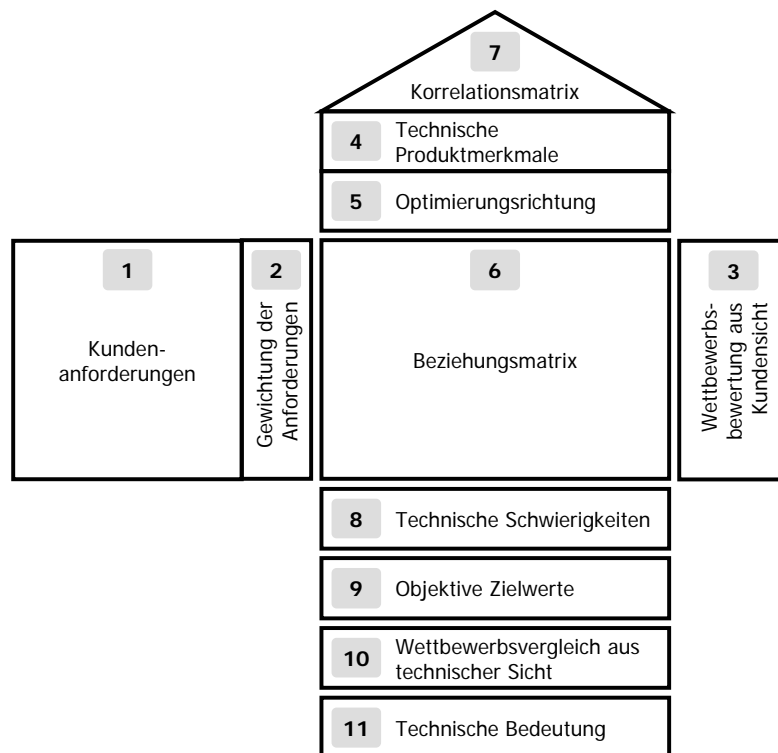 7
Korrelationsmatrix
4
Technische
Produktmerkmale
5
Optimierungsrichtung
1
Kunden-
anforderungen
2
Gewichtung der
Anforderungen
6
Beziehungsmatrix
3
Wettbewerbs-
bewertung aus
Kundensicht
8
Technische Schwierigkeiten
9
Objektive Zielwerte
10
Wettbewerbsvergleich aus
technischer Sicht
11
Technische Bedeutung